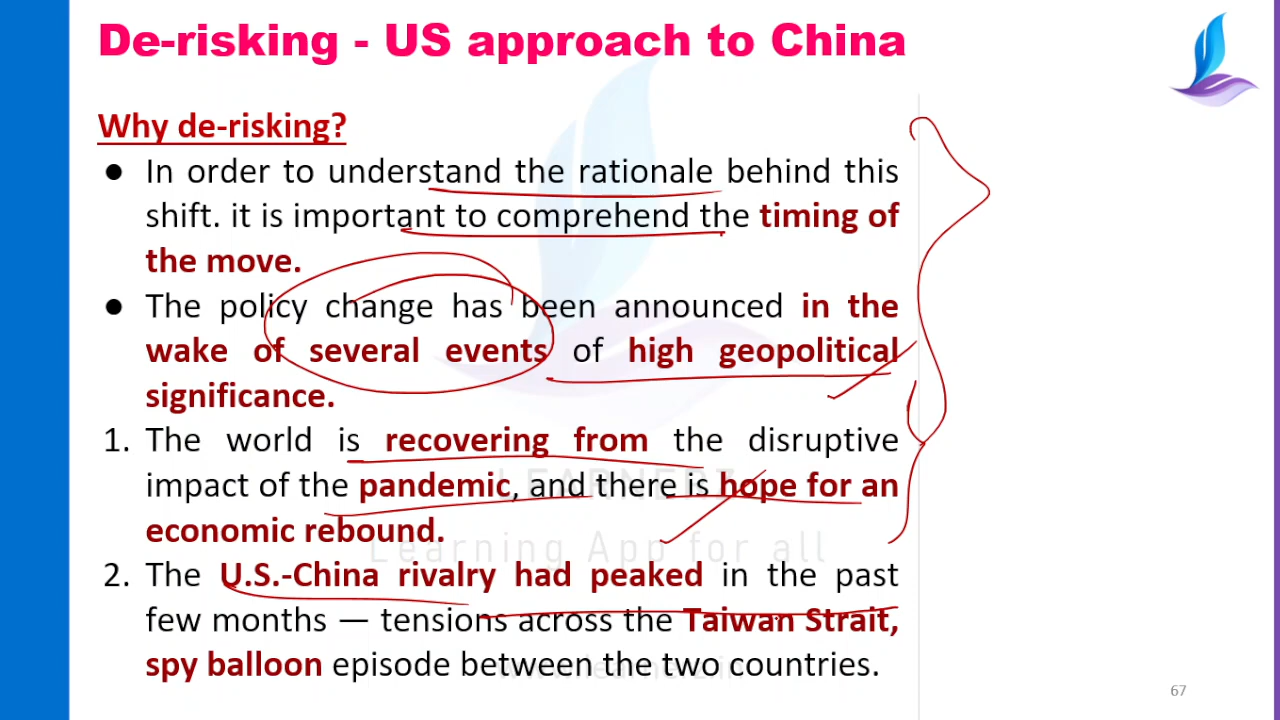 De-risking - US approach to China
Why de-risking?
● In order to understand the rationale behind this
shift. it is important to comprehend the timing of
the move.
● The policy change has been announced in the
wake of several events of high geopolitical
significance.
1. The world is recovering from the disruptive
impact of the pandemic, and there is hope for an
economic rebound.
2. The U.S.-China rivalry had peaked in the past
few months — tensions across the Taiwan Strait,
spy balloon episode between the two countries.
Learning App for all
67